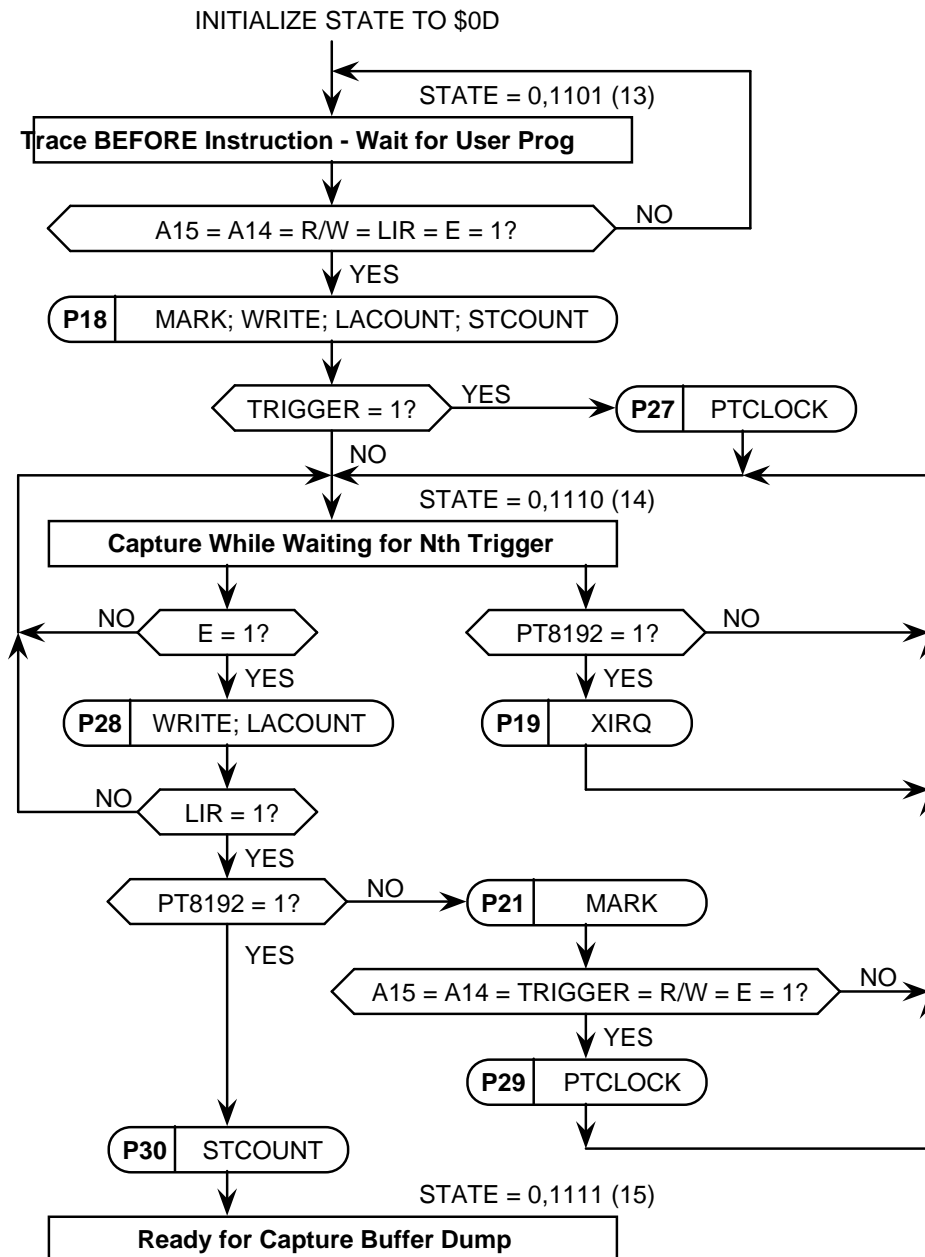 INITIALIZE STATE TO $0D
STATE = 0,1101 (13)
Trace BEFORE Instruction - Wait for User Prog
A15 = A14 = R/W = LIR = E = 1?
NO
YES
P18 MARK; WRITE; LACOUNT; STCOUNT
TRIGGER = 1?
YES
P27 PTCLOCK
NO
STATE = 0,1110 (14)
Capture While Waiting for Nth Trigger
NO
E = 1?
PT8192 = 1?
NO
YES
YES
P28 WRITE; LACOUNT
P19 XIRQ
NO
LIR = 1?
YES
PT8192 = 1?
NO
P21 MARK
YES
A15 = A14 = TRIGGER = R/W = E = 1?
NO
YES
P29 PTCLOCK
P30 STCOUNT
STATE = 0,1111 (15)
Ready for Capture Buffer Dump